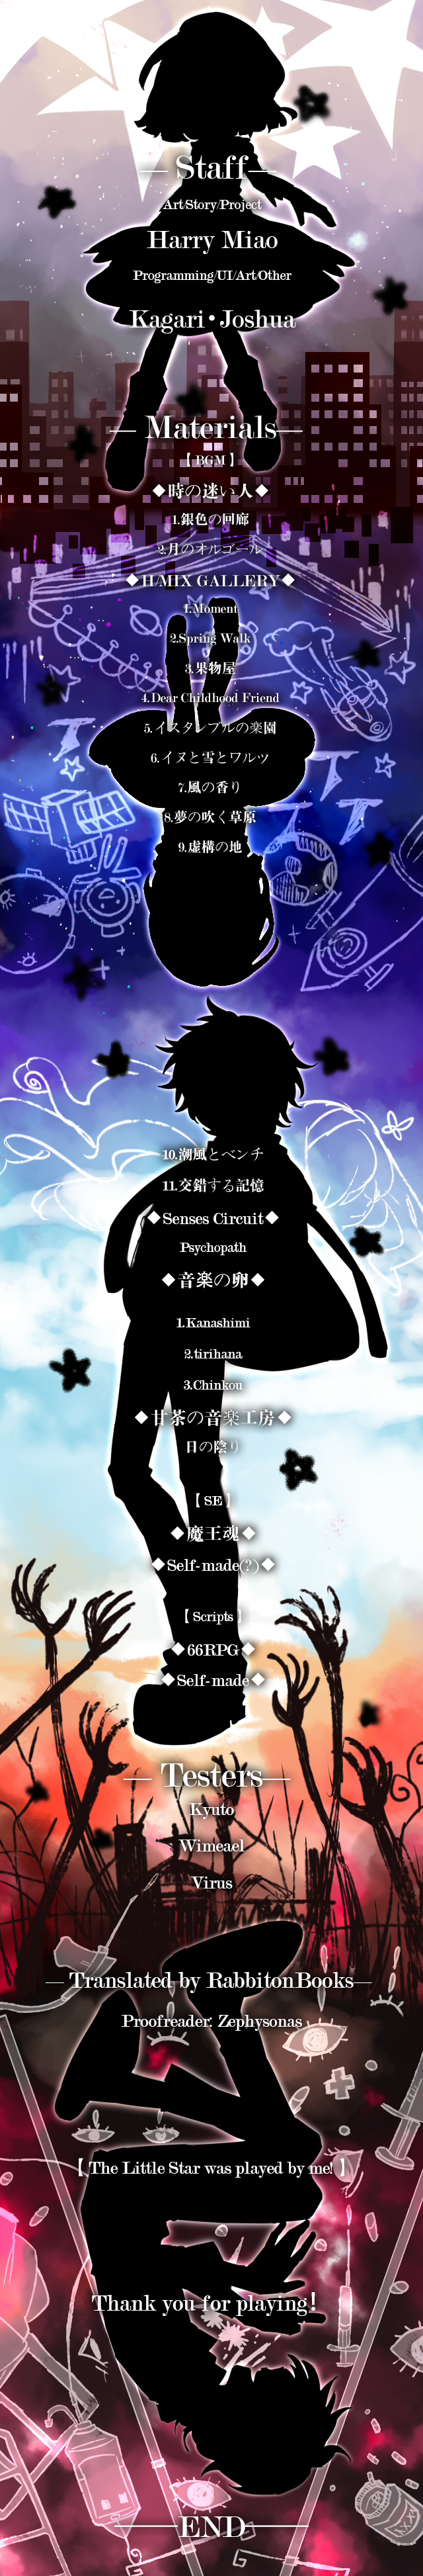 — Staff —
Art/Story/Project
Harry Miao
Programming/UI/Art/Other
Kagari・Joshua
— Materials —
【 BGM 】
◆時の迷い人◆
1.銀色の回廊
2.月のオルゴール
◆H/MIX GALLERY◆
1.Moment
2.Spring Walk
3.果物屋
4.Dear Childhood Friend
5.イスタンブルの楽園
6.イヌと雪とワルツ
7.風の香り
8.夢の吹く草原
9.虚構の地
10.潮風とベンチ
11.交錯する記憶
◆Senses Circuit◆
Psychopath
◆音楽の卵◆
1.Kanashimi
2.tirihana
3.Chinkou
◆甘茶の音楽工房◆
日の陰り
【 SE 】
◆魔王魂◆
◆Self-made(?)◆
【 Scripts 】
◆66RPG◆
◆Self-made◆
— Testers —
Kyuto
Wimeael
Virus
— Translated by RabbitonBooks —
Proofreader: Zephysonas
【 The Little Star was played by me! 】
Thank you for playing！
END